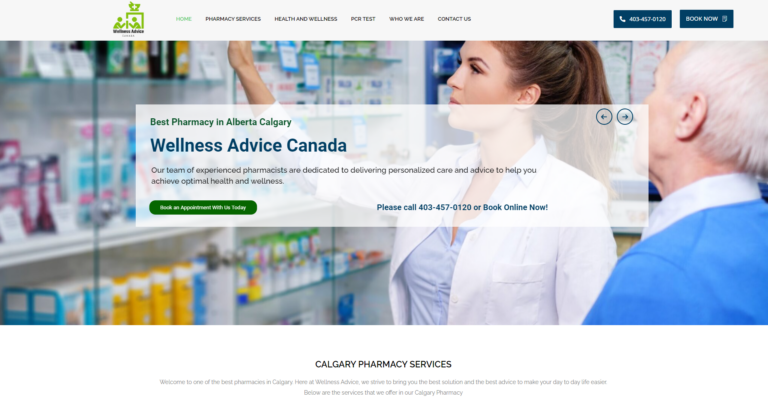 Wellness Advice
CANADA
HOME
PHARMACY SERVICES
HEALTH AND WELLNESS
PCR TEST
WHO WE ARE
CONTACT US
403-457-0120
BOOK NOW
Best Pharmacy in Alberta Calgary
Wellness Advice Canada
Our team of experienced pharmacists are dedicated to delivering personalized care and advice to help you
achieve optimal health and wellness.
Book an Appointment With Us Today
Please call 403-457-0120 or Book Online Now!
CALGARY PHARMACY SERVICES
Welcome to one of the best pharmacies in Calgary. Here at Wellness Advice, we strive to bring you the best solution and the best advice to make your day to day life easier.
Below are the services that we offer in our Calgary Pharmacy